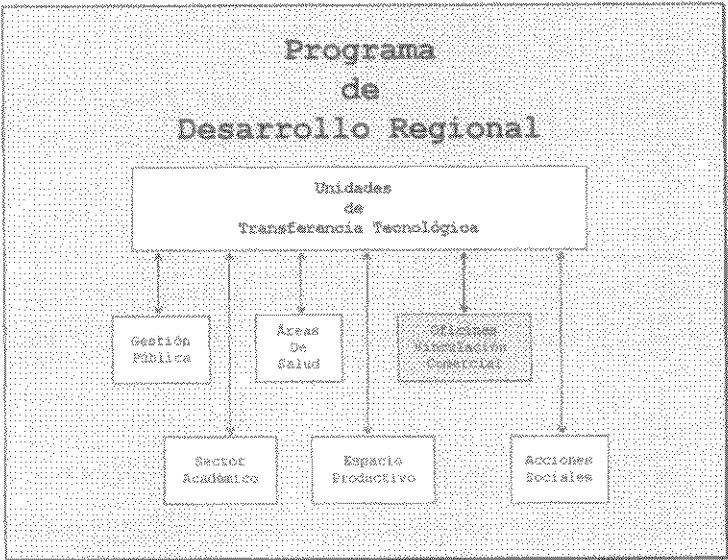 Programa
de
Desarrollo Regional
Unidades
de
Transferencia Tecnológica
Gestión
Pública
Áreas
De
Salud
Oficinas
Vinculación
Comercial
Sector
Académico
Espacio
Productivo
Acciones
Sociales